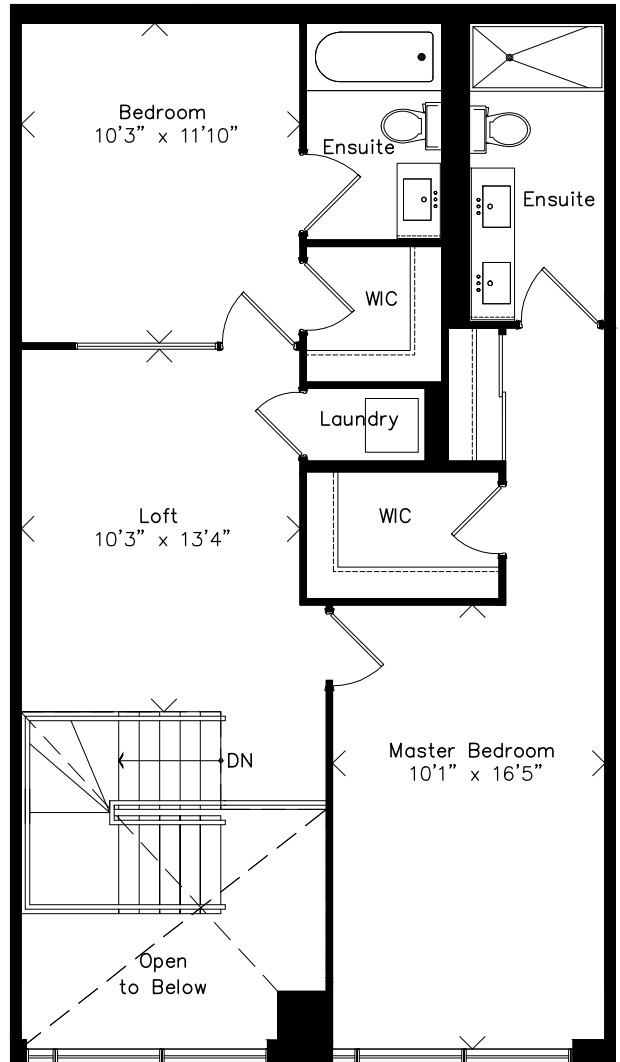 Bedroom
10'3" x 11'10"
Ensuite
Ensuite
WIC
Laundry
Loft
10'3" x 13'4"
WIC
DN
Master Bedroom
10'1" x 16'5"
Open
to Below